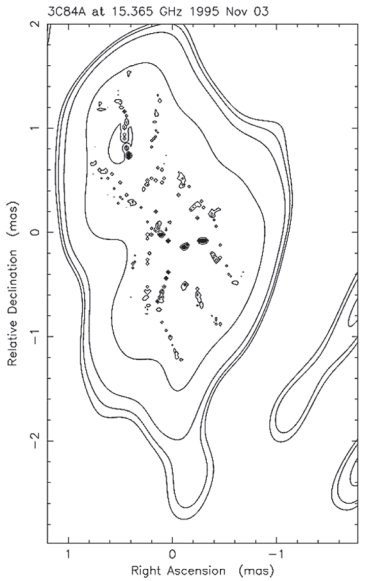 3C84A at 15.365 GHz 1995 Nov 03
2
1
0
−1
−2
Relative Declination (mas)
1 0 −1
Right Ascension (mas)